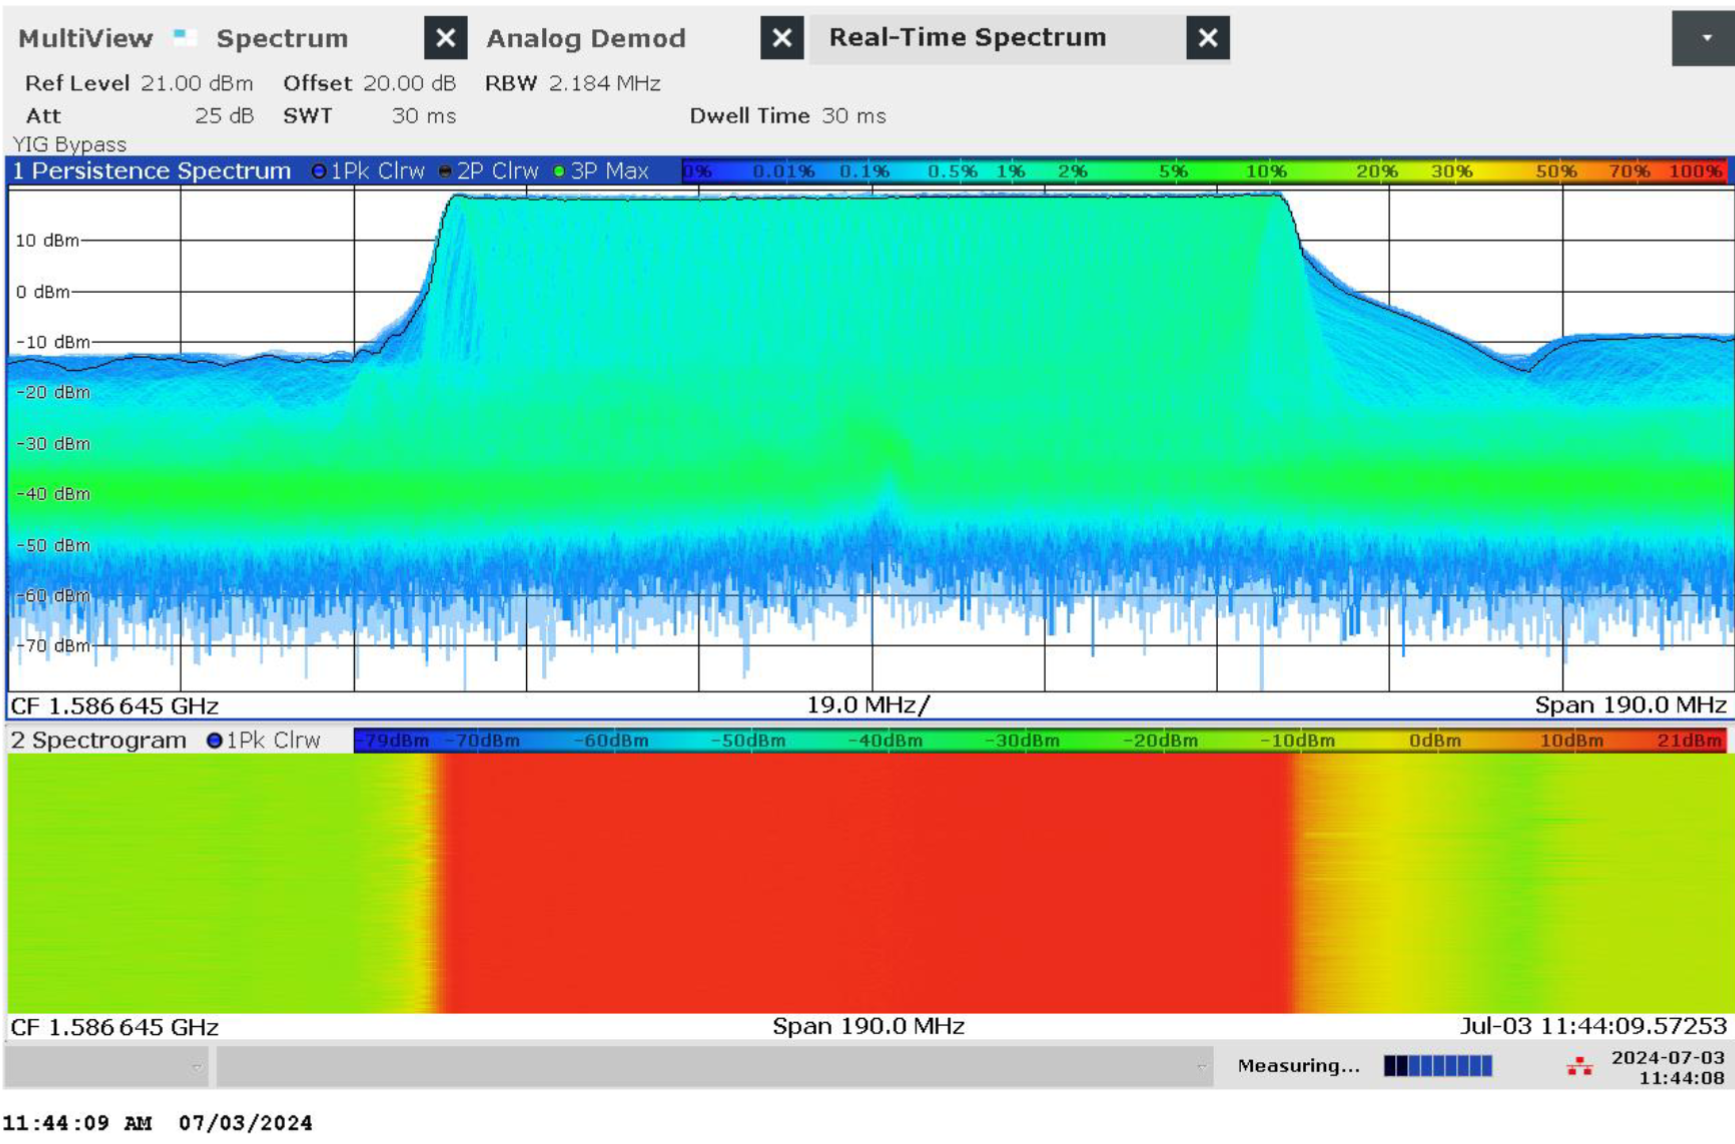 MultiView Spectrum X Analog Demod X Real-Time Spectrum X
Ref Level 21.00 dBm Offset 20.00 dB RBW 2.184 MHz
Att 25 dB SWT 30 ms Dwell Time 30 ms
YIG Bypass
1 Persistence Spectrum 1Pk Clrw 2P Clrw 3P Max 0% 0.01% 0.1% 0.5% 1% 2% 5% 10% 20% 30% 50% 70% 100%
10 dBm
0 dBm
-10 dBm
-20 dBm
-30 dBm
-40 dBm
-50 dBm
-60 dBm
-70 dBm
CF 1.586645 GHz 19.0 MHz/ Span 190.0 MHz
2 Spectrogram 1Pk Clrw -79dBm -70dBm -60dBm -50dBm -40dBm -30dBm -20dBm -10dBm 0dBm 10dBm 21dBm
CF 1.586645 GHz Span 190.0 MHz Jul-03 11:44:09.57253
Measuring... 2024-07-03
11:44:08
11:44:09 AM 07/03/2024